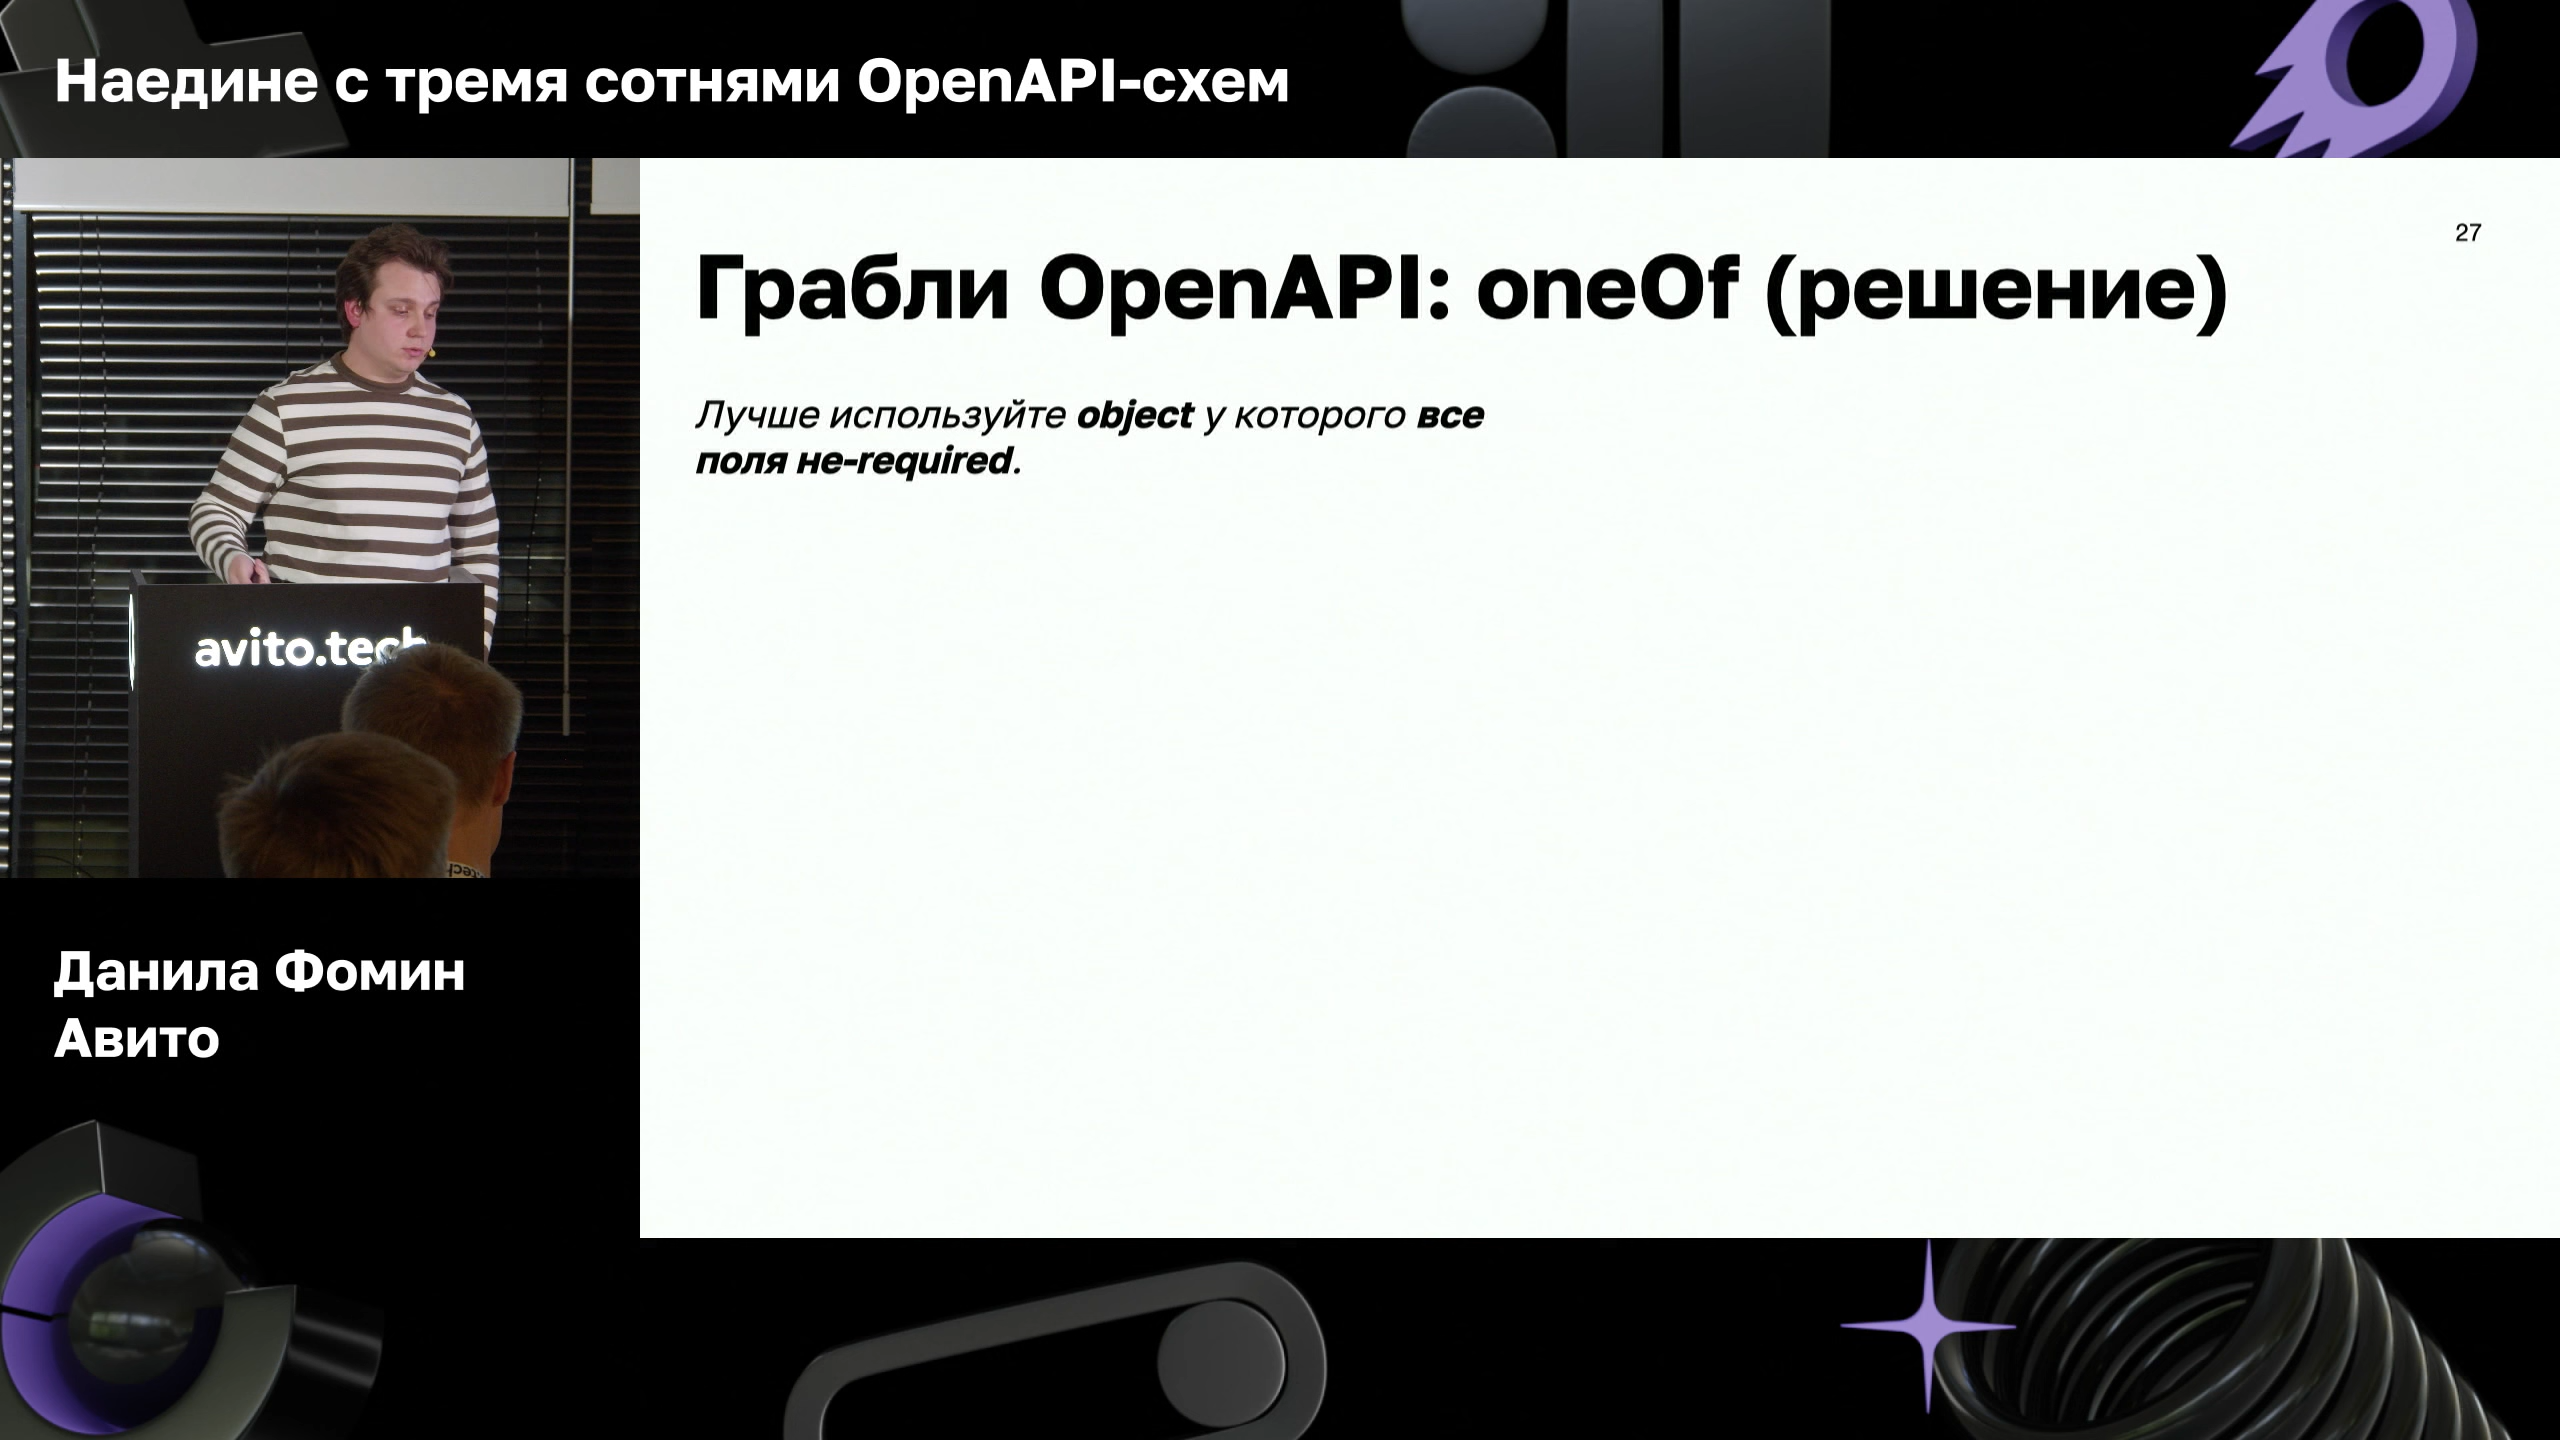 Наедине с тремя сотнями OpenAPI-схем
27
Грабли OpenAPI: oneOf (решение)
Лучше используйте object у которого все
поля не-required.
avito.tech
Данила Фомин
Авито